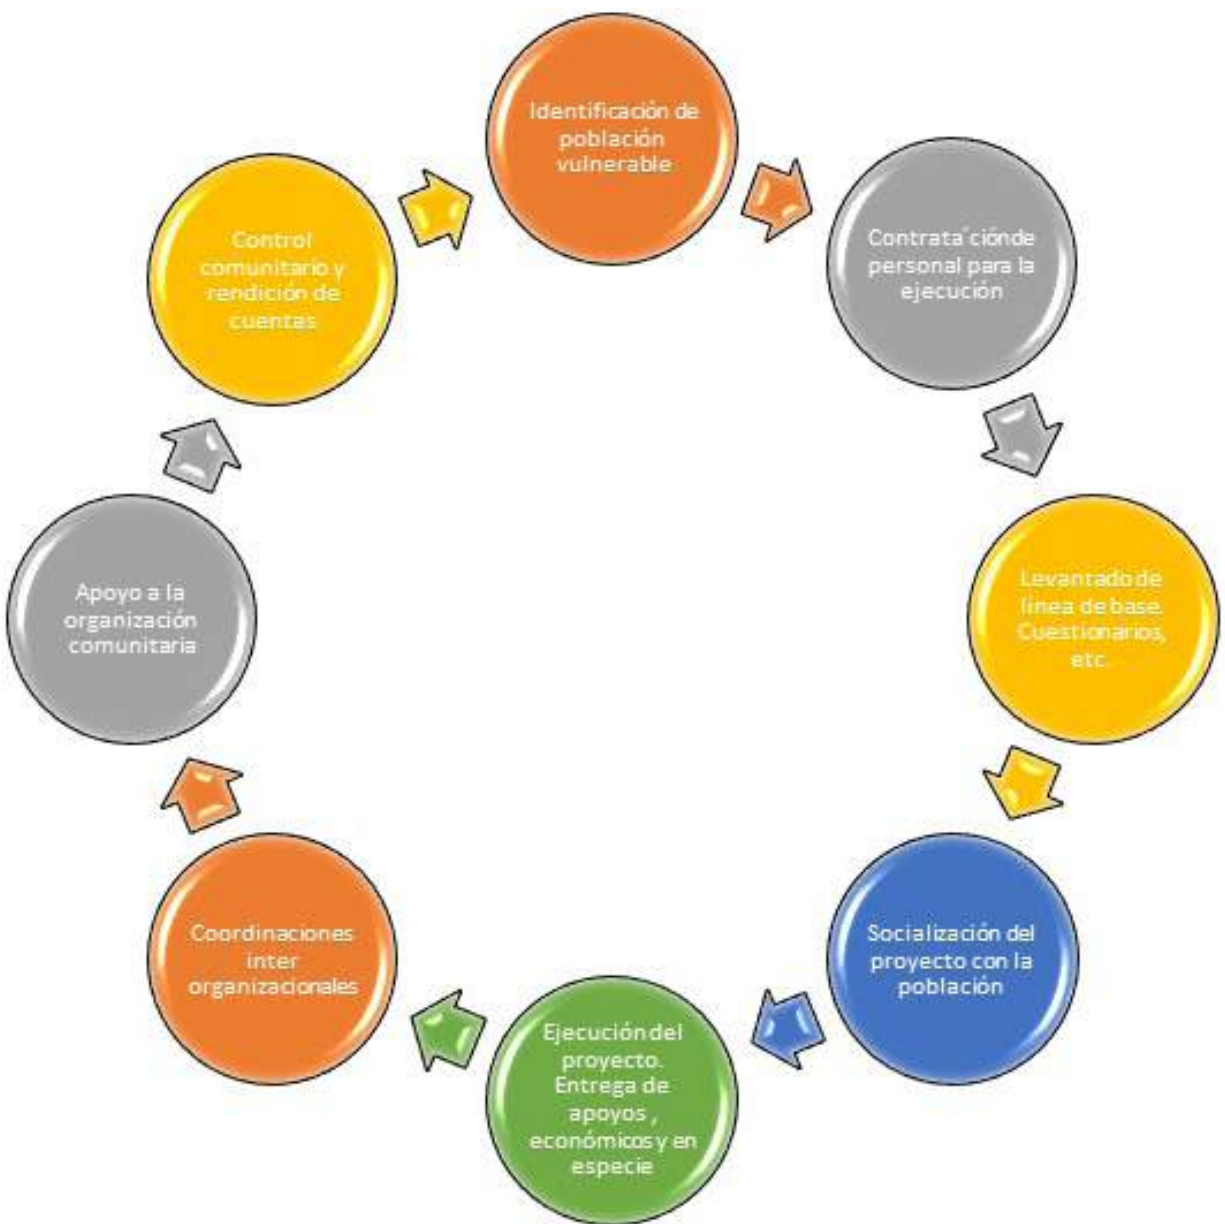 Identificación de
población
vulnerable
Contrata´ciónde
personal para la
ejecución
Levantado de
línea de base.
Cuestionarios,
etc.
Socialización del
proyecto con la
población
Ejecución del
proyecto.
Entrega de
apoyos ,
económicos y en
especie
Coordinaciones
inter
organizacionales
Apoyo a la
organización
comunitaria
Control
comunitario y
rendición de
cuentas